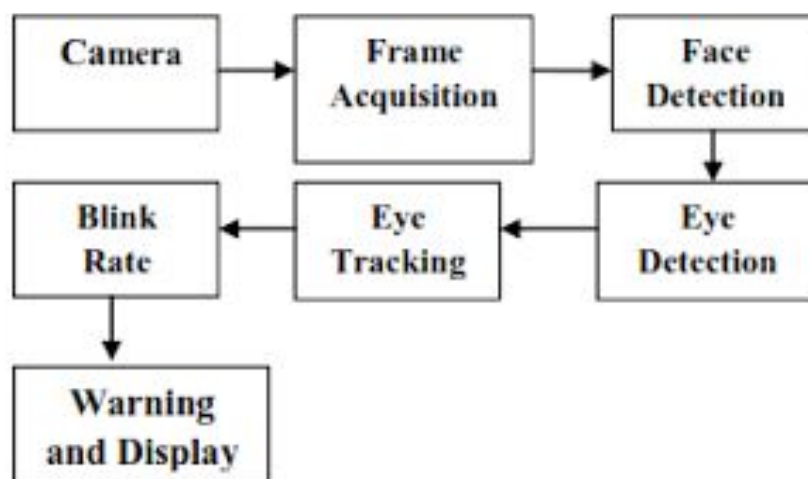 Camera
Frame
Acquisition
Face
Detection
Eye
Detection
Eye
Tracking
Blink
Rate
Warning
and Display